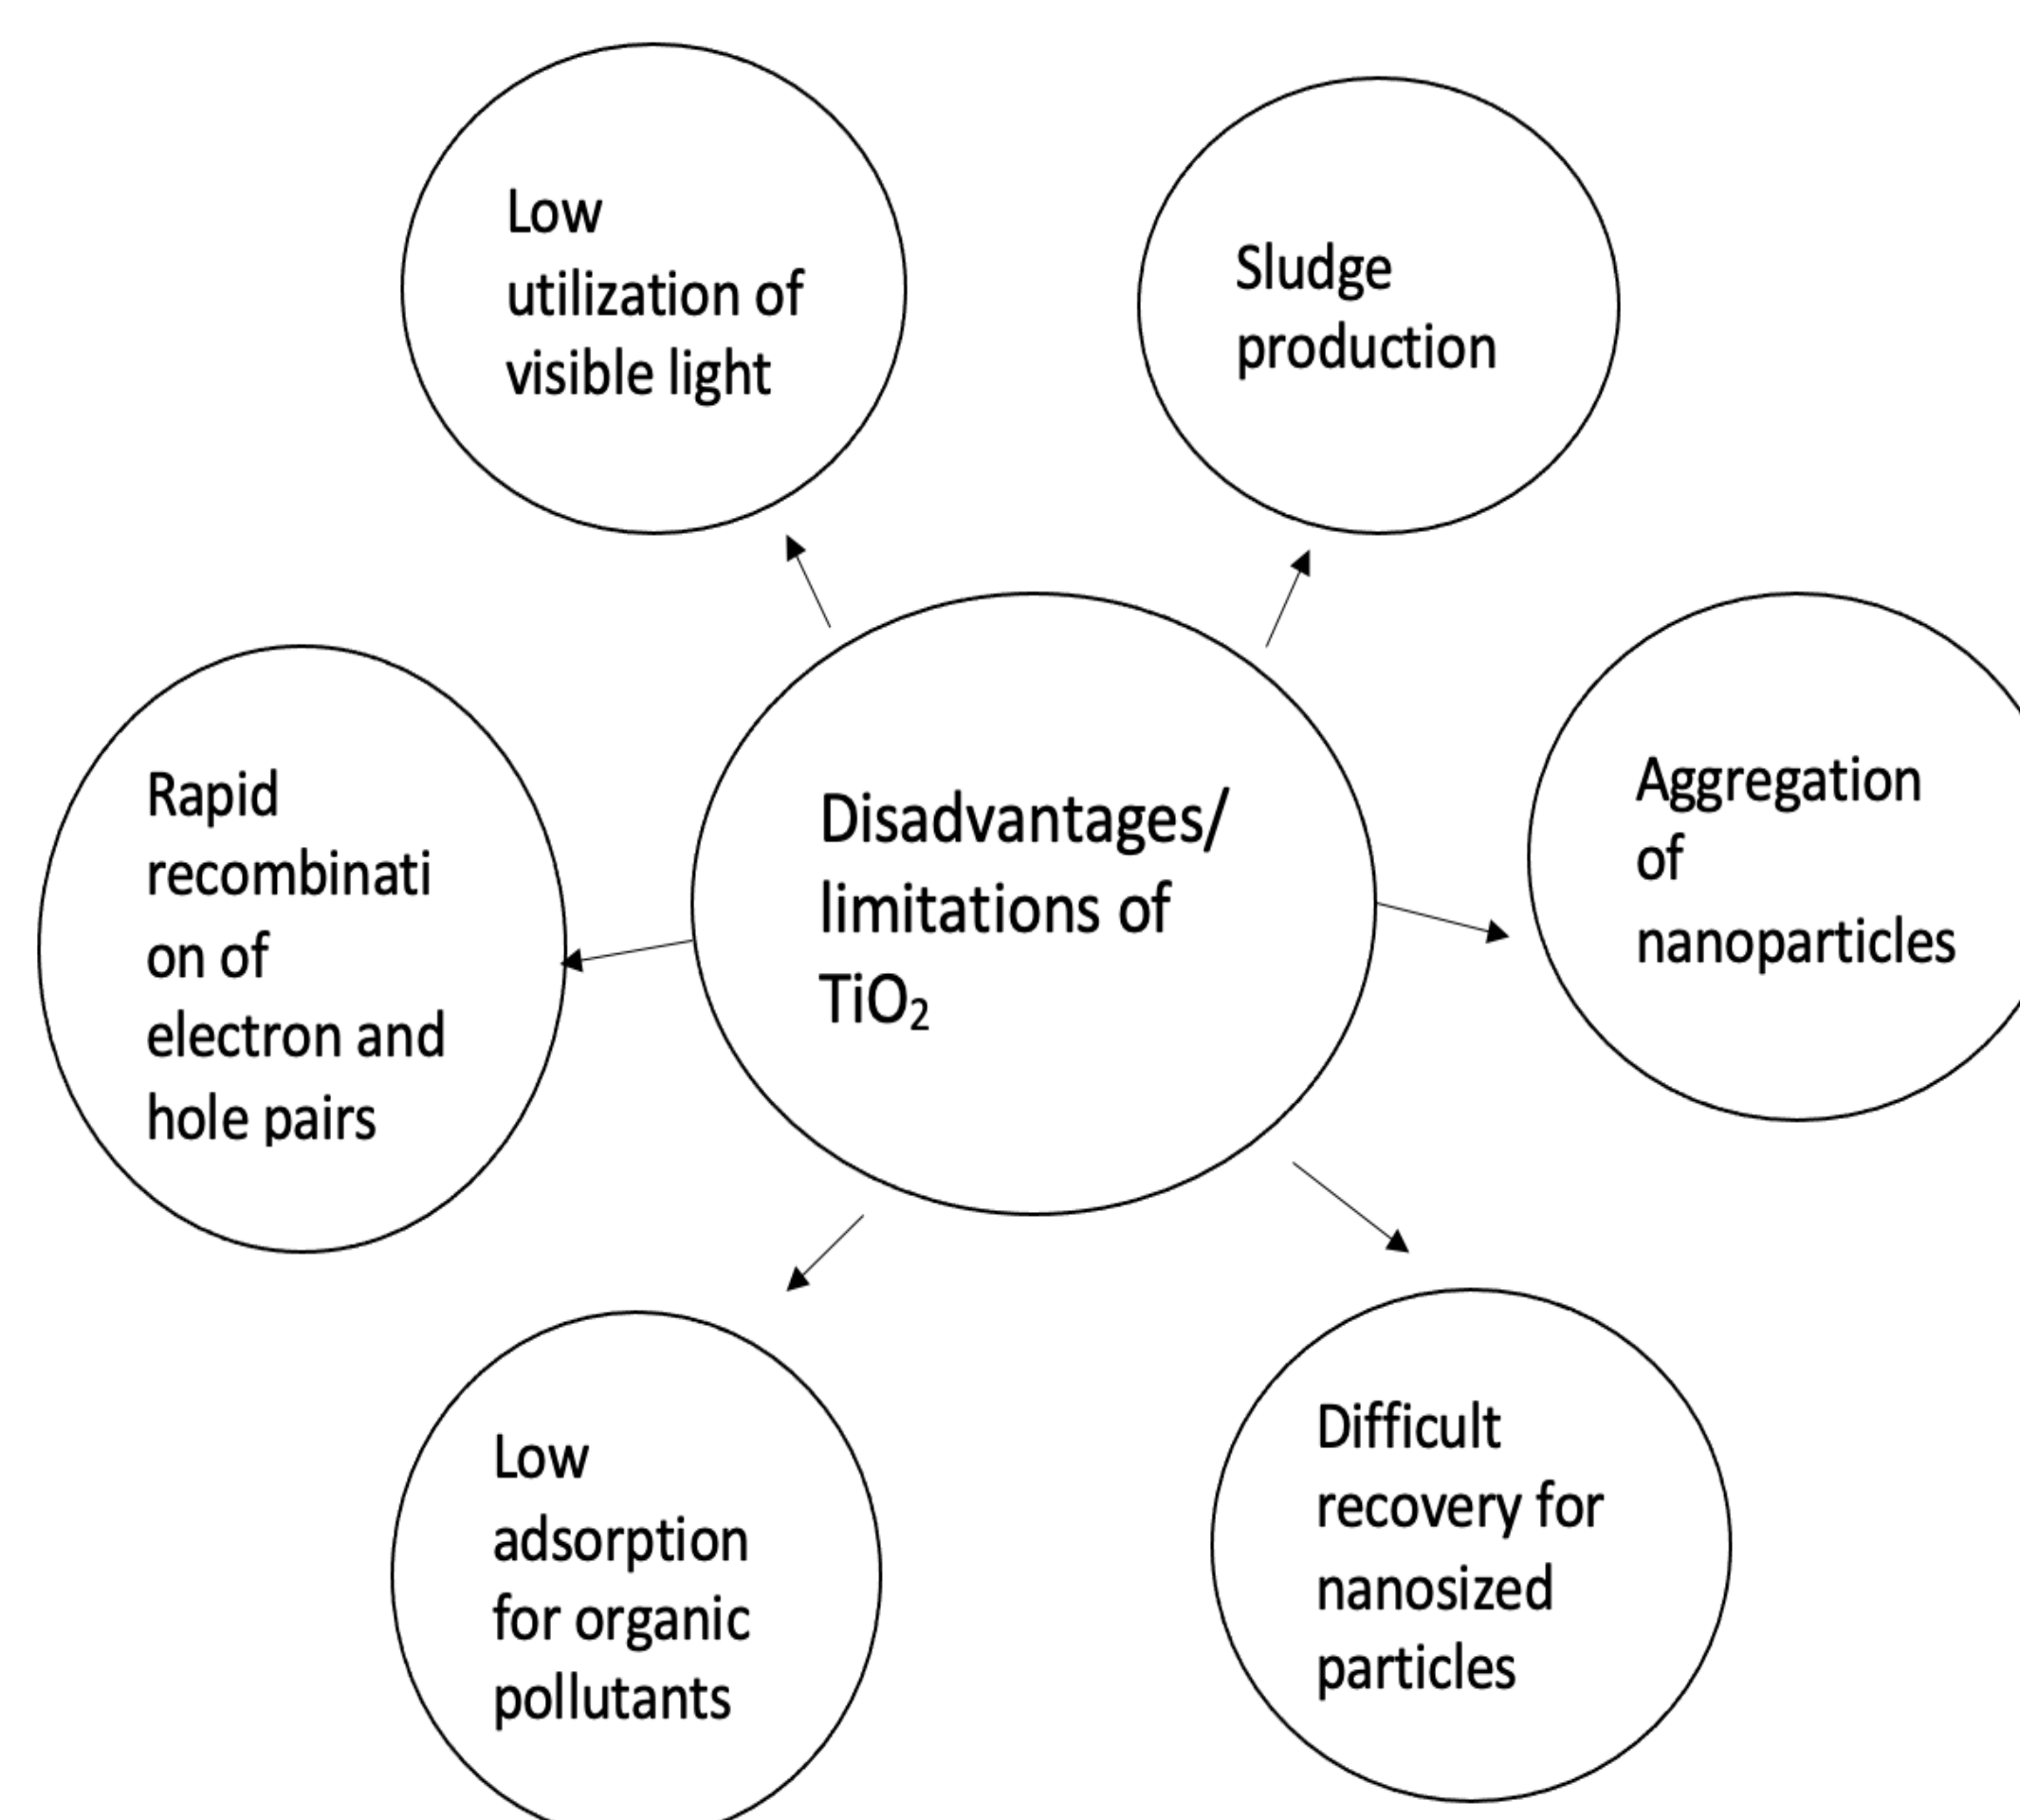 Low
utilization of
visible light
Sludge
production
Rapid
recombinati
on of
electron and
hole pairs
Disadvantages/
limitations of
TiO₂
Aggregation
of
nanoparticles
Low
adsorption
for organic
pollutants
Difficult
recovery for
nanosized
particles